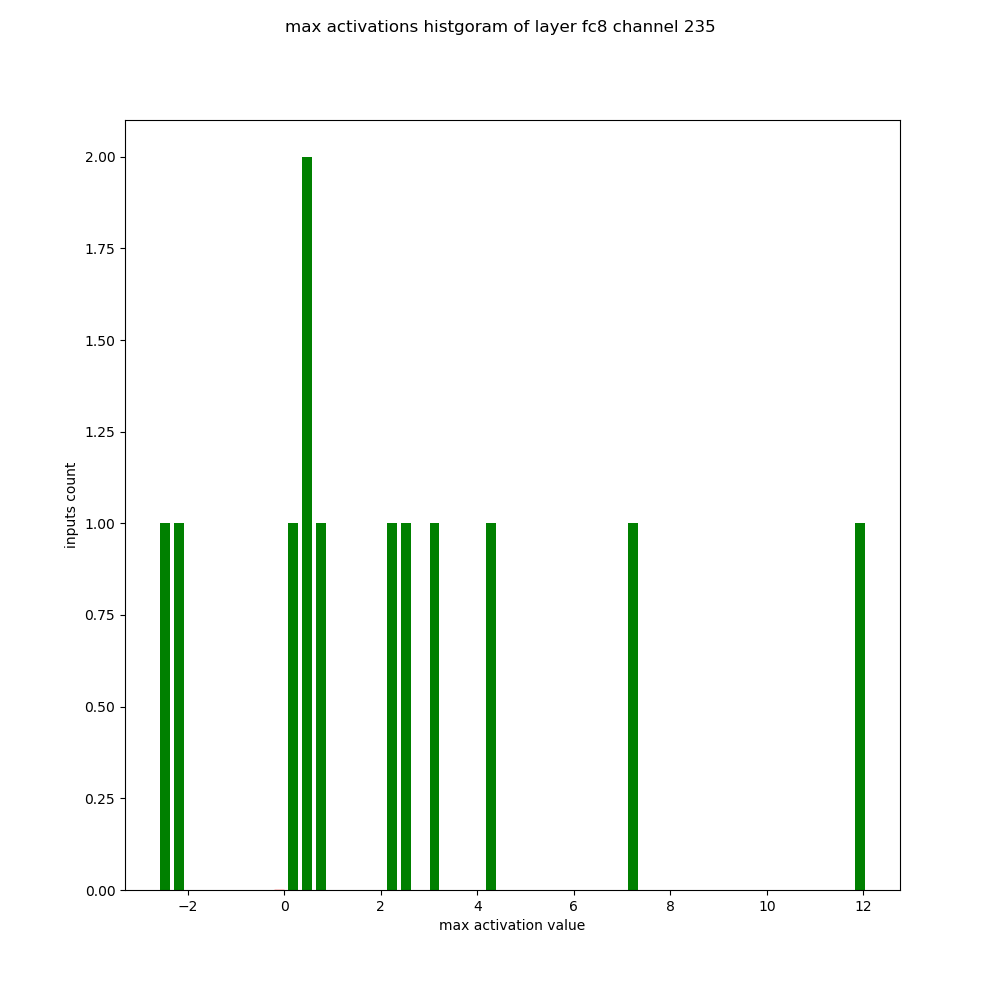 max activations histgoram of layer fc8 channel 235
2.00
1.75
1.50
1.25
1.00
0.75
0.50
0.25
0.00
inputs count
−2 0 2 4 6 8 10 12
max activation value